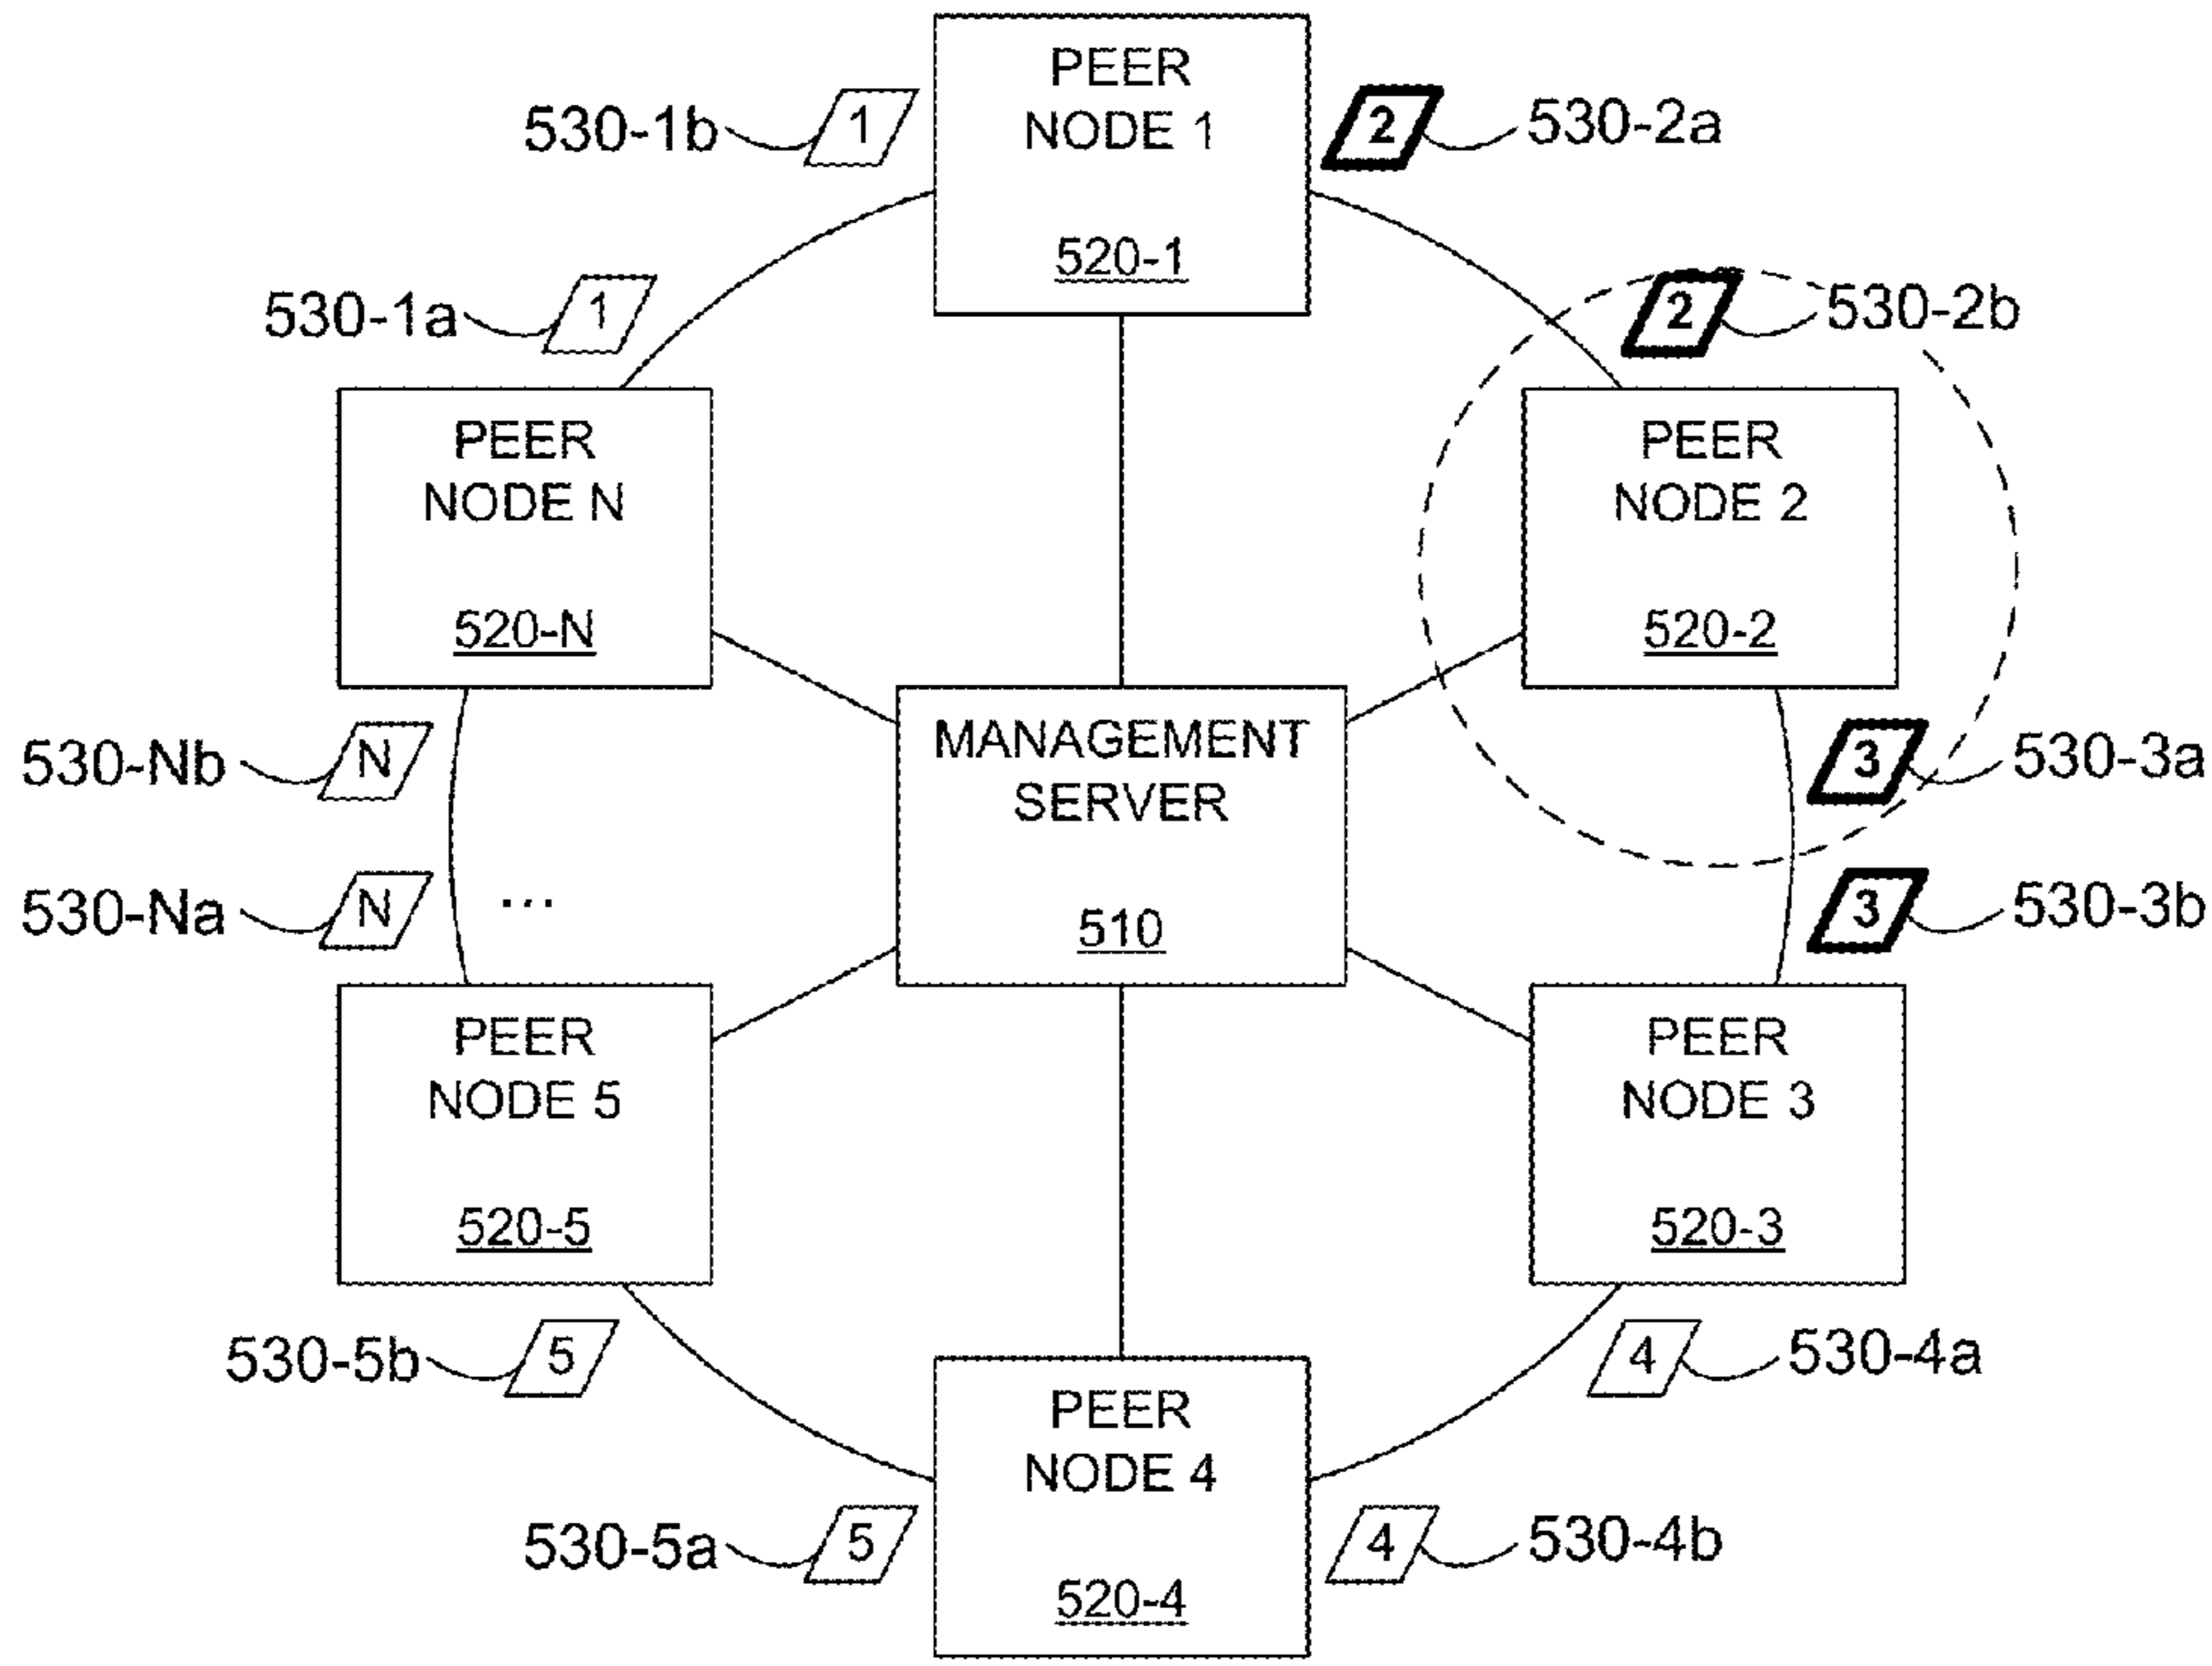 PEER
NODE 1
520-1
530-1b
1
2
530-2a
530-1a
1
2
530-2b
PEER
NODE N
520-N
PEER
NODE 2
520-2
530-Nb
N
MANAGEMENT
SERVER
510
3
530-3a
530-Na
N
...
3
530-3b
PEER
NODE 5
520-5
PEER
NODE 3
520-3
530-5b
5
4
530-4a
PEER
NODE 4
520-4
530-5a
5
4
530-4b